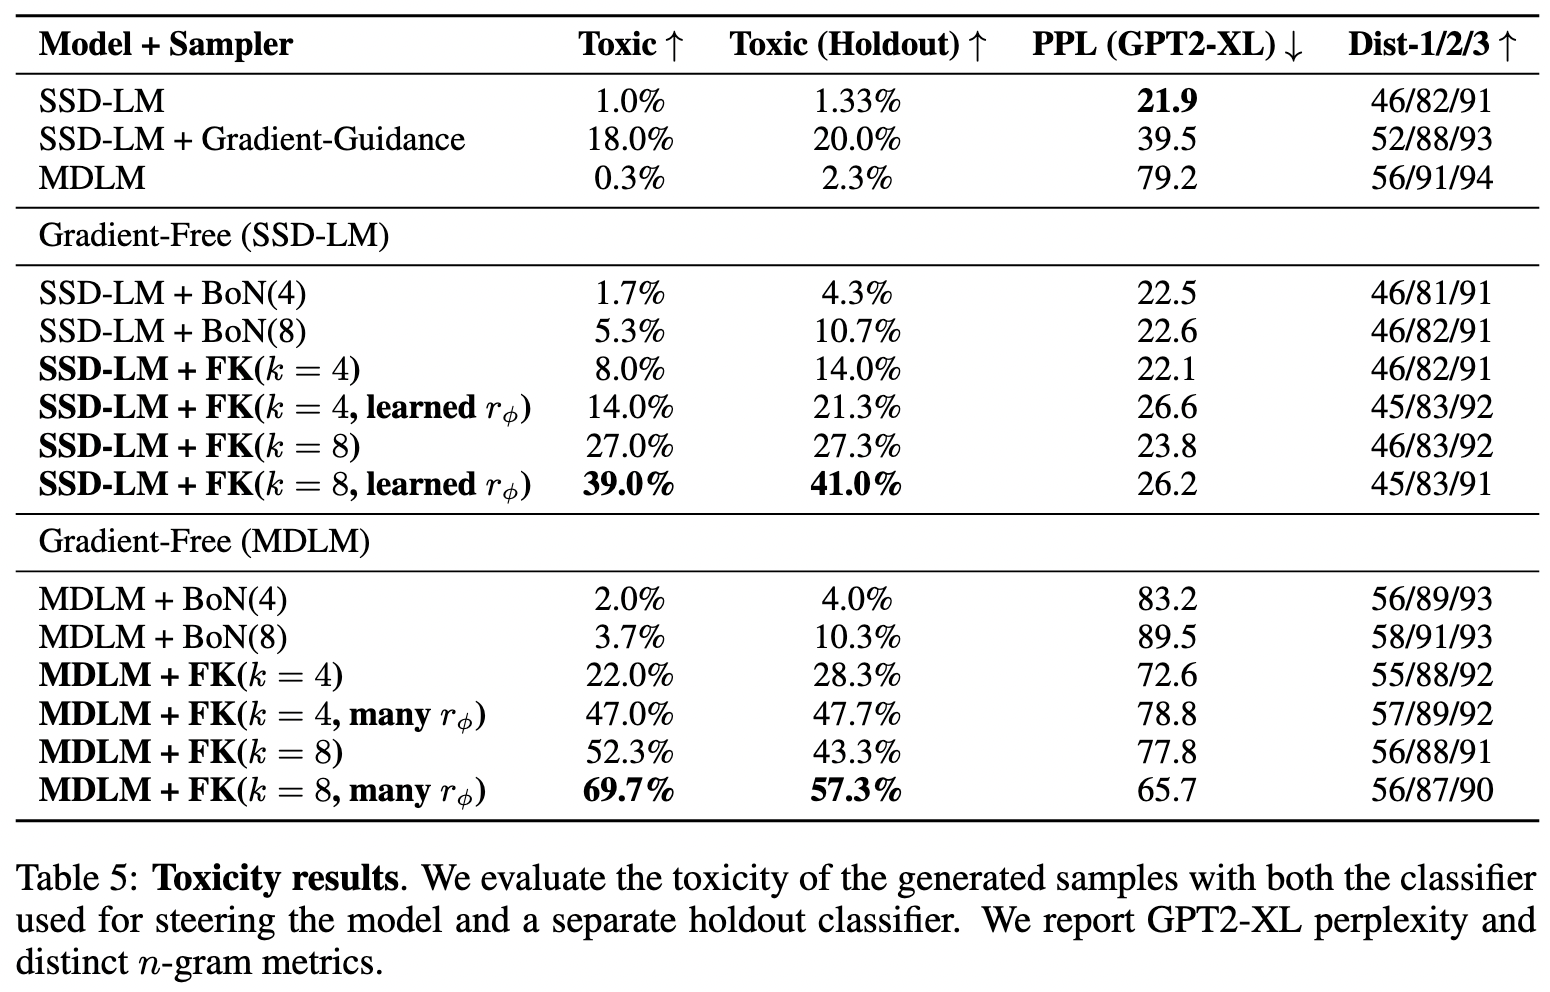 Model + Sampler Toxic ↑ Toxic (Holdout) ↑ PPL (GPT2-XL) ↓ Dist-1/2/3 ↑
SSD-LM 1.0% 1.33% 21.9 46/82/91
SSD-LM + Gradient-Guidance 18.0% 20.0% 39.5 52/88/93
MDLM 0.3% 2.3% 79.2 56/91/94
Gradient-Free (SSD-LM)
SSD-LM + BoN(4) 1.7% 4.3% 22.5 46/81/91
SSD-LM + BoN(8) 5.3% 10.7% 22.6 46/82/91
SSD-LM + FK(k = 4) 8.0% 14.0% 22.1 46/82/91
SSD-LM + FK(k = 4, learned rϕ) 14.0% 21.3% 26.6 45/83/92
SSD-LM + FK(k = 8) 27.0% 27.3% 23.8 46/83/92
SSD-LM + FK(k = 8, learned rϕ) 39.0% 41.0% 26.2 45/83/91
Gradient-Free (MDLM)
MDLM + BoN(4) 2.0% 4.0% 83.2 56/89/93
MDLM + BoN(8) 3.7% 10.3% 89.5 58/91/93
MDLM + FK(k = 4) 22.0% 28.3% 72.6 55/88/92
MDLM + FK(k = 4, many rϕ) 47.0% 47.7% 78.8 57/89/92
MDLM + FK(k = 8) 52.3% 43.3% 77.8 56/88/91
MDLM + FK(k = 8, many rϕ) 69.7% 57.3% 65.7 56/87/90
Table 5: Toxicity results. We evaluate the toxicity of the generated samples with both the classifier
used for steering the model and a separate holdout classifier. We report GPT2-XL perplexity and
distinct n-gram metrics.